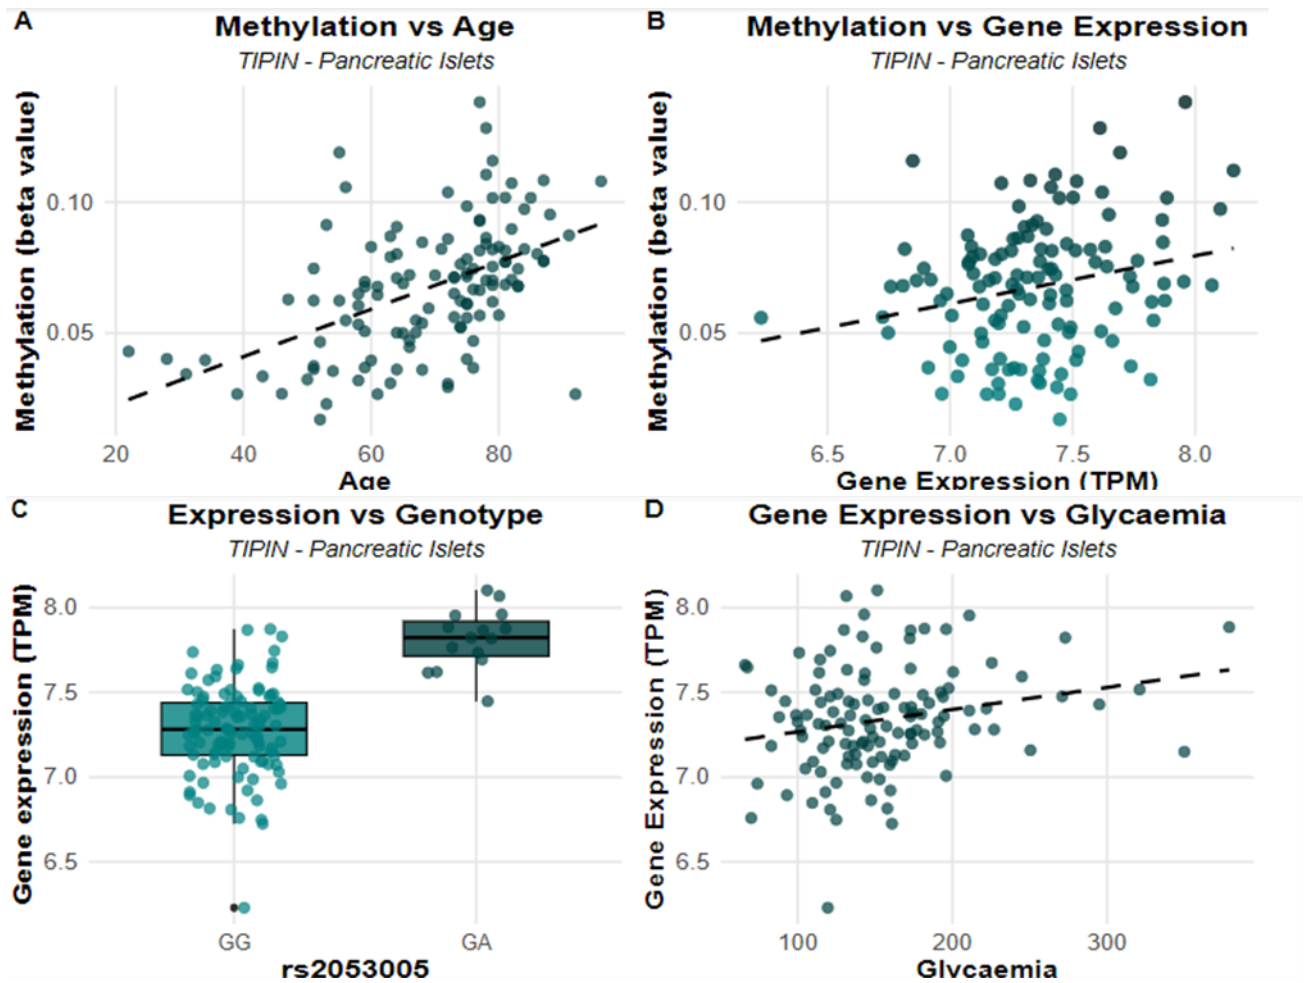 A
Methylation vs Age
TIPIN - Pancreatic Islets
Methylation (beta value)
0.10
0.05
20 40 60 80
Age
B
Methylation vs Gene Expression
TIPIN - Pancreatic Islets
Methylation (beta value)
0.10
0.05
6.5 7.0 7.5 8.0
Gene Expression (TPM)
C
Expression vs Genotype
TIPIN - Pancreatic Islets
Gene expression (TPM)
8.0
7.5
7.0
6.5
GG GA
rs2053005
D
Gene Expression vs Glycaemia
TIPIN - Pancreatic Islets
Gene Expression (TPM)
8.0
7.5
7.0
6.5
100 200 300
Glycaemia